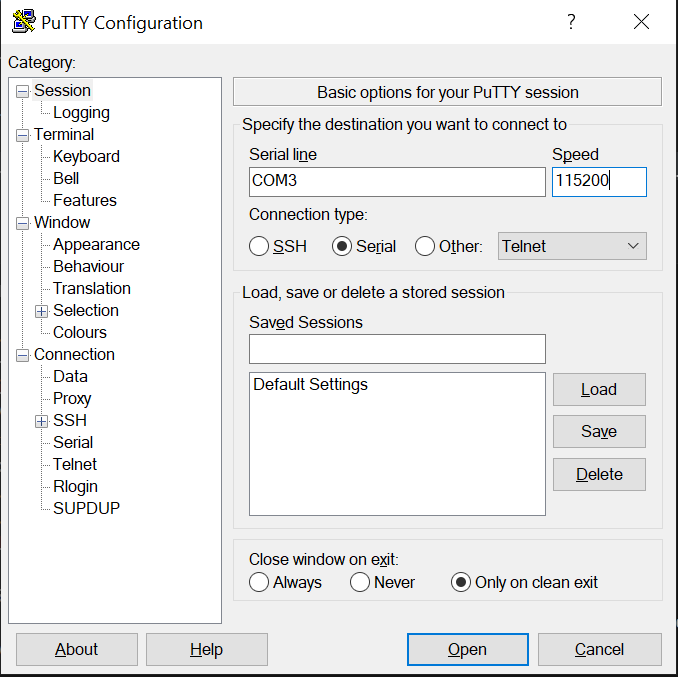 PuTTY Configuration
?
Category:
Session
Logging
Terminal
Keyboard
Bell
Features
Window
Appearance
Behaviour
Translation
Selection
Colours
Connection
Data
Proxy
SSH
Serial
Telnet
Rlogin
SUPDUP
Basic options for your PuTTY session
Specify the destination you want to connect to
Serial line Speed
COM3 115200
Connection type:
SSH Serial Other: Telnet
Load, save or delete a stored session
Saved Sessions
Default Settings
Load
Save
Delete
Close window on exit:
Always Never Only on clean exit
About Help Open Cancel